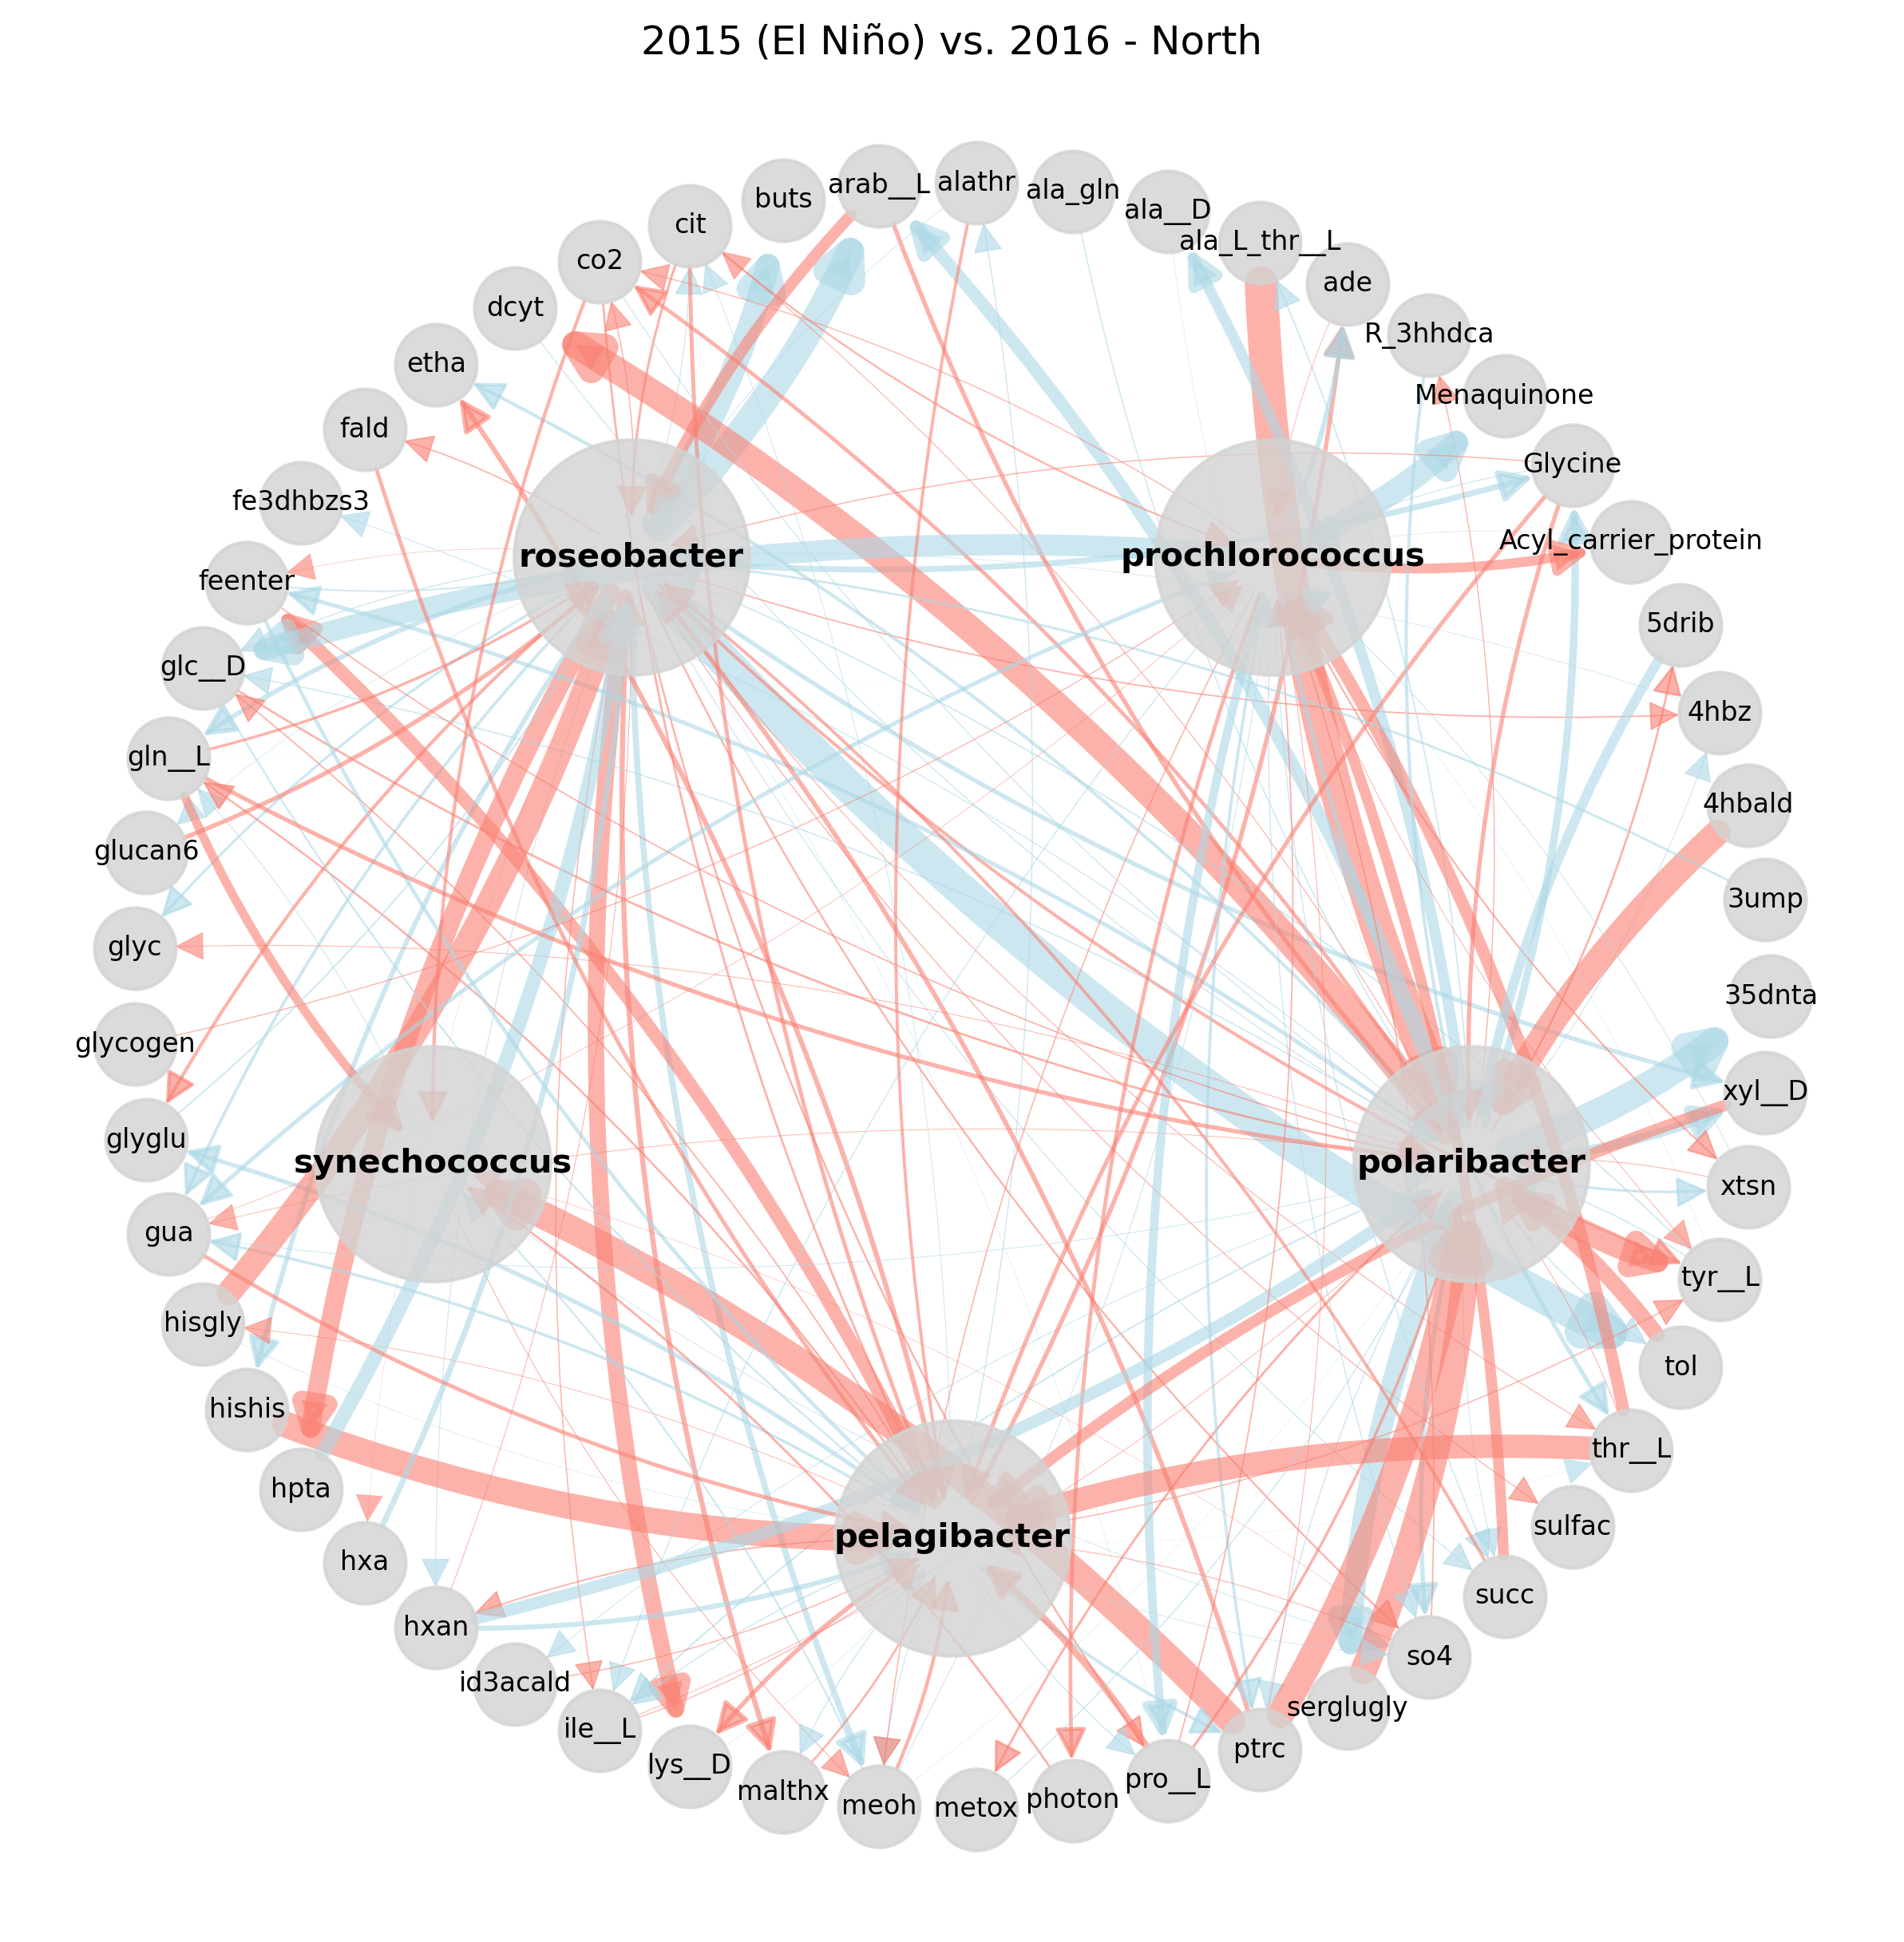 2015 (El Niño) vs. 2016 - North
arab__L
alathr
ala_gln
buts
ala__D
cit
ala_L_thr__L
co2
ade
dcyt
R_3hhdca
etha
Menaquinone
fald
Glycine
fe3dhbzs3
Acyl_carrier_protein
roseobacter
prochlorococcus
feenter
5drib
glc__D
4hbz
gln__L
4hbald
glucan6
3ump
glyc
35dnta
glycogen
xyl__D
glyglu
synechococcus
polaribacter
xtsn
gua
tyr__L
hisgly
tol
hishis
thr__L
hpta
sulfac
pelagibacter
hxa
succ
hxan
so4
id3acald
serglugly
ile__L
ptrc
lys__D
pro__L
malthx
photon
meoh
metox